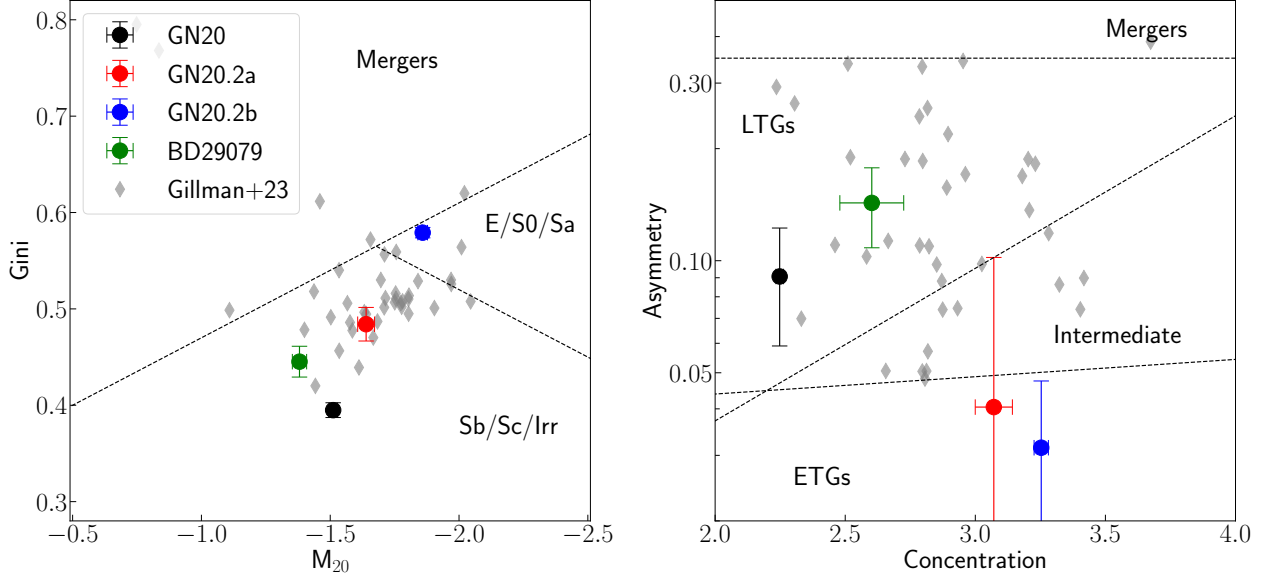 0.8
0.7
0.6
0.5
0.4
0.3
Gini
−0.5
−1.0
−1.5
−2.0
−2.5
M20
GN20
GN20.2a
GN20.2b
BD29079
Gillman+23
Mergers
E/S0/Sa
Sb/Sc/Irr
0.30
0.10
0.05
Asymmetry
2.0
2.5
3.0
3.5
4.0
Concentration
Mergers
LTGs
Intermediate
ETGs